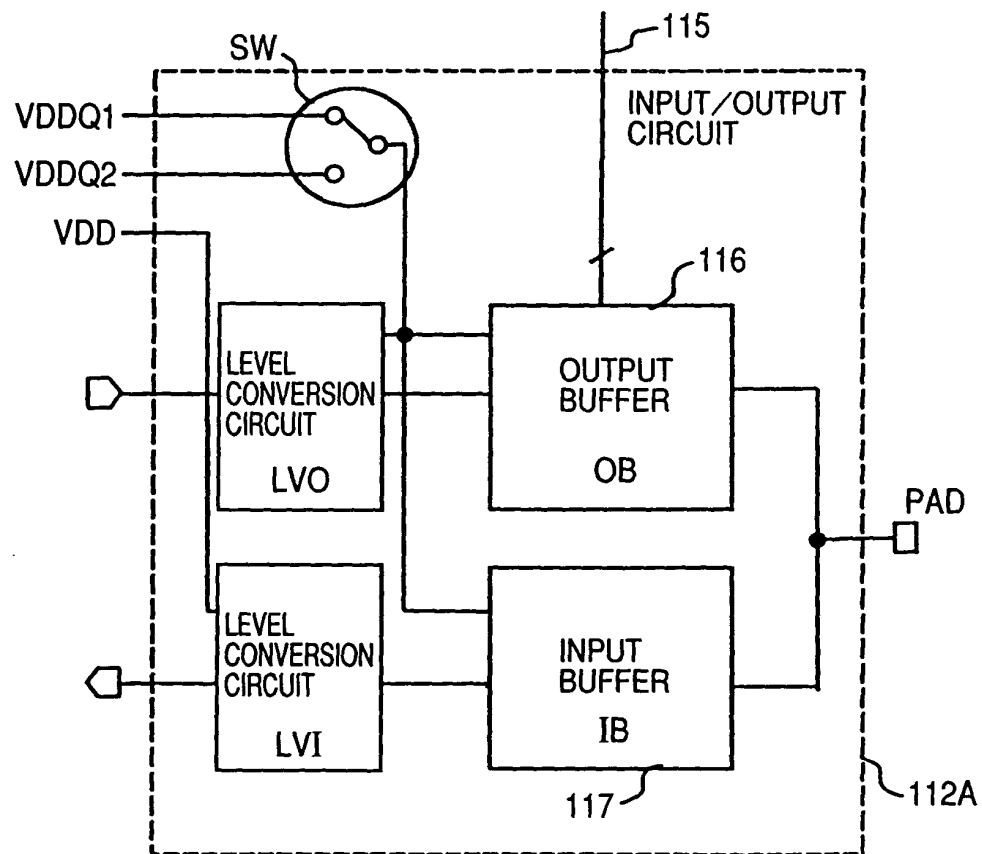 115
SW
VDDQ1
INPUT/OUTPUT
CIRCUIT
VDDQ2
VDD
116
LEVEL
CONVERSION
CIRCUIT
LVO
OUTPUT
BUFFER
OB
PAD
LEVEL
CONVERSION
CIRCUIT
LVI
INPUT
BUFFER
IB
117
112A